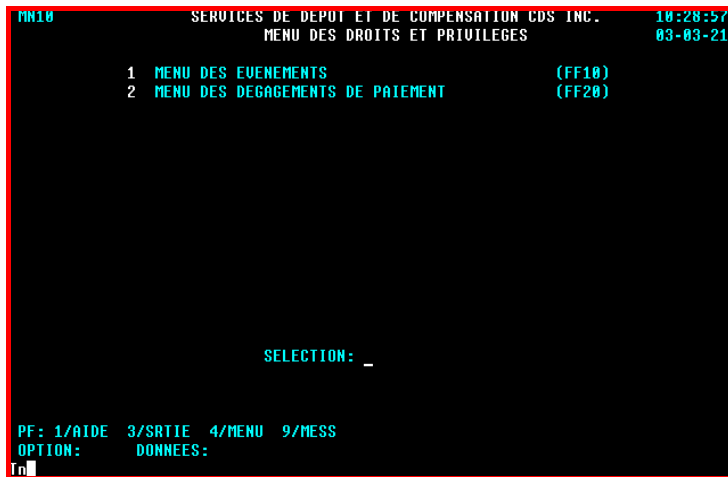 MN10 SERVICES DE DEPOT ET DE COMPENSATION CDS INC. 10:28:57
MENU DES DROITS ET PRIVILEGES 03-03-21
1 MENU DES EVENEMENTS (FF10)
2 MENU DES DEGAGEMENTS DE PAIEMENT (FF20)
SELECTION: _
PF: 1/AIDE 3/SRTIE 4/MENU 9/MESS
OPTION: DONNEES:
Tn